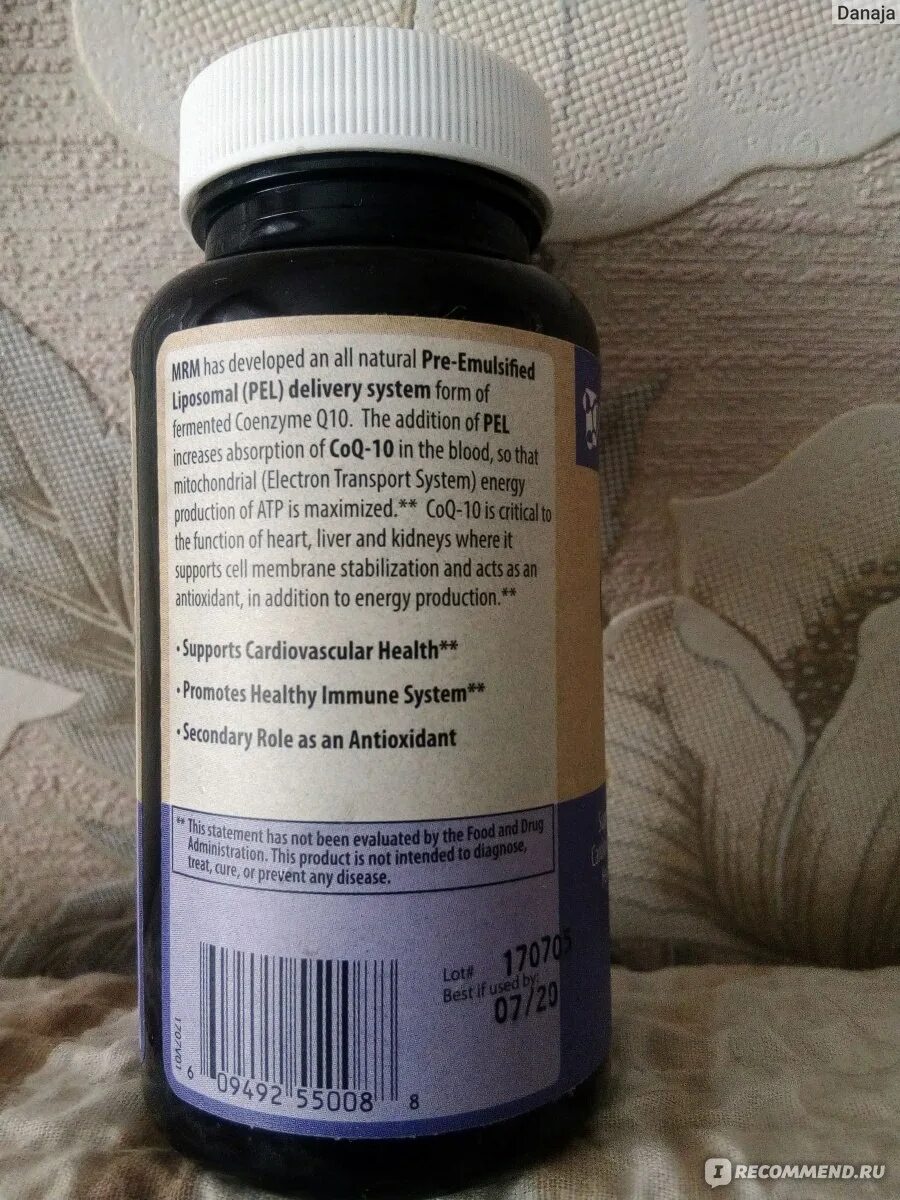 Danaja
MRM has developed an all natural Pre-Emulsified
Liposomal (PEL) delivery system form of
fermented Coenzyme Q10. The addition of PEL
increases absorption of CoQ-10 in the blood, so that
mitochondrial (Electron Transport System) energy
production of ATP is maximized.** CoQ-10 is critical to
the function of heart, liver and kidneys where it
supports cell membrane stabilization and acts as an
antioxidant, in addition to energy production.**
• Supports Cardiovascular Health**
• Promotes Healthy Immune System**
• Secondary Role as an Antioxidant
** This statement has not been evaluated by the Food and Drug
Administration. This product is not intended to diagnose,
treat, cure, or prevent any disease.
Lot# 170705
Best if used by:
07/20
1707V01
6 09492 55008 8
IRECOMMEND.RU